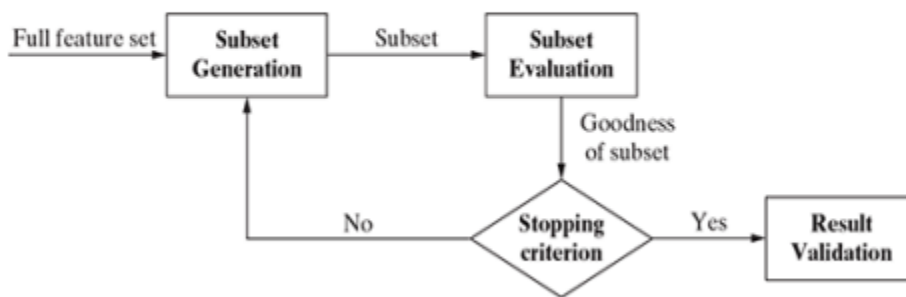 Full feature set
Subset
Generation
Subset
Subset
Evaluation
Goodness
of subset
No
Stopping
criterion
Yes
Result
Validation